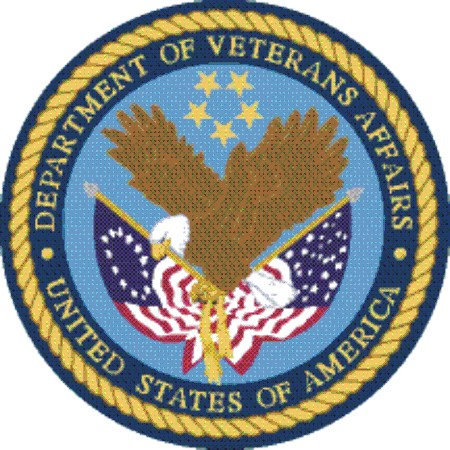 DEPARTMENT OF VETERANS AFFAIRS
UNITED STATES OF AMERICA